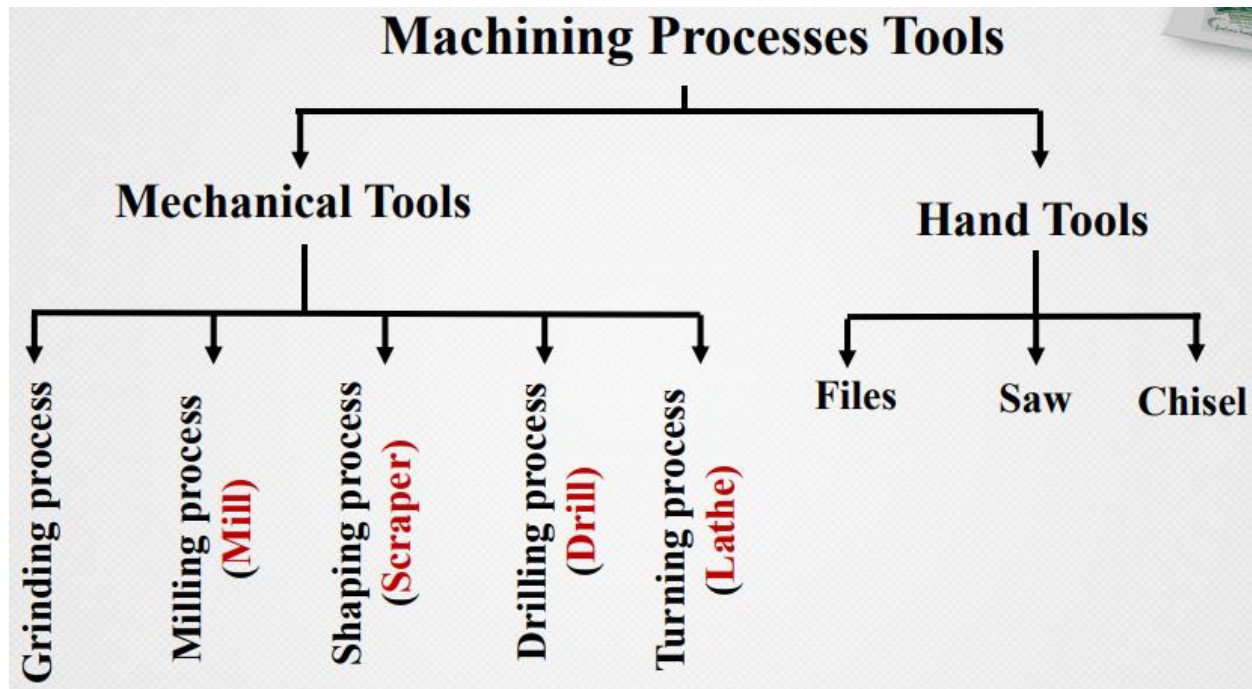 Machining Processes Tools
Mechanical Tools
Hand Tools
Grinding process
Milling process
(Mill)
Shaping process
(Scraper)
Drilling process
(Drill)
Turning process
(Lathe)
Files
Saw
Chisel